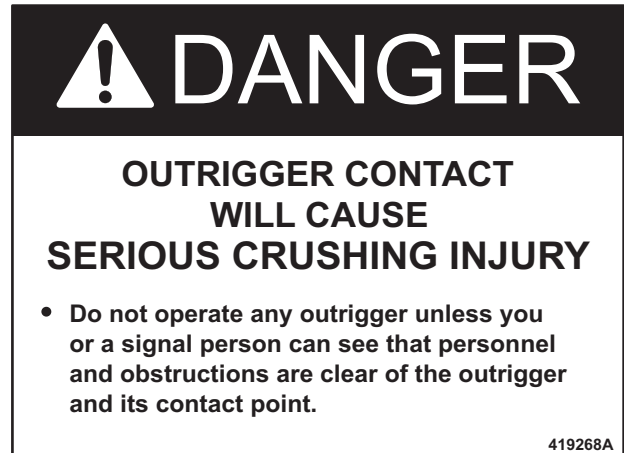 DANGER
OUTRIGGER CONTACT
WILL CAUSE
SERIOUS CRUSHING INJURY
• Do not operate any outrigger unless you
or a signal person can see that personnel
and obstructions are clear of the outrigger
and its contact point.
419268A